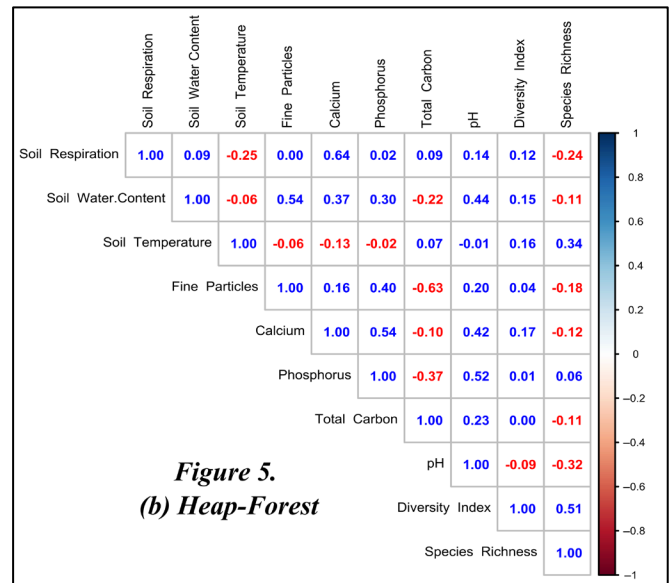 Soil Respiration
Soil Water Content
Soil Temperature
Fine Particles
Calcium
Phosphorus
Total Carbon
pH
Diversity Index
Species Richness
Soil Respiration 1.00 0.09 -0.25 0.00 0.64 0.02 0.09 0.14 0.12 -0.24
Soil Water.Content 1.00 -0.06 0.54 0.37 0.30 -0.22 0.44 0.15 -0.11
Soil Temperature 1.00 -0.06 -0.13 -0.02 0.07 -0.01 0.16 0.34
Fine Particles 1.00 0.16 0.40 -0.63 0.20 0.04 -0.18
Calcium 1.00 0.54 -0.10 0.42 0.17 -0.12
Phosphorus 1.00 -0.37 0.52 0.01 0.06
Total Carbon 1.00 0.23 0.00 -0.11
pH 1.00 -0.09 -0.32
Diversity Index 1.00 0.51
Species Richness 1.00
Figure 5.
(b) Heap-Forest
1
0.8
0.6
0.4
0.2
0
−0.2
−0.4
−0.6
−0.8
−1